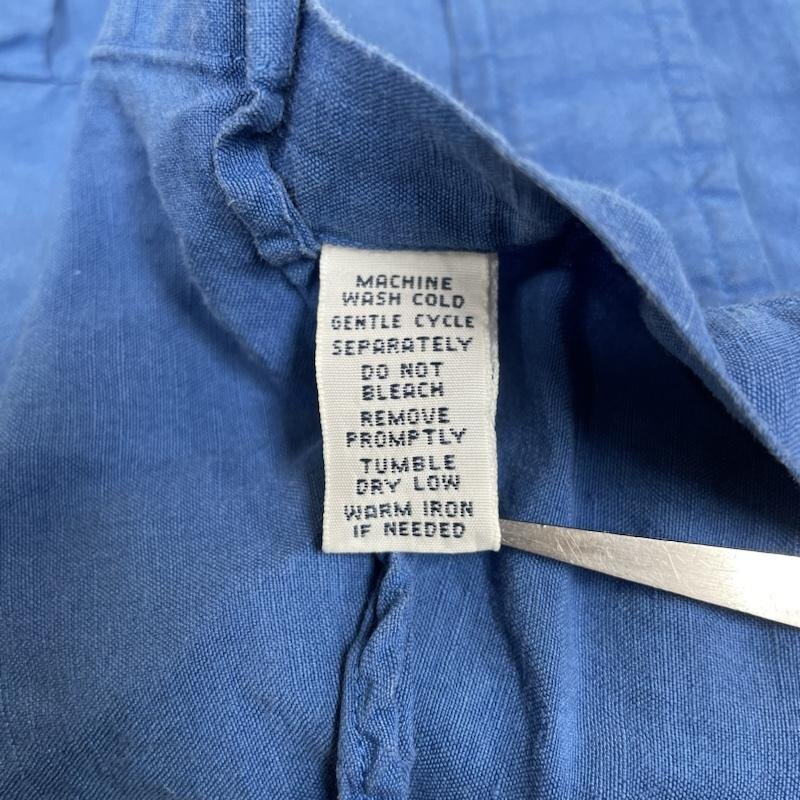 MACHINE
WASH COLD
GENTLE CYCLE
SEPARATELY
DO NOT
BLEACH
REMOVE
PROMPTLY
TUMBLE
DRY LOW
WARM IRON
IF NEEDED